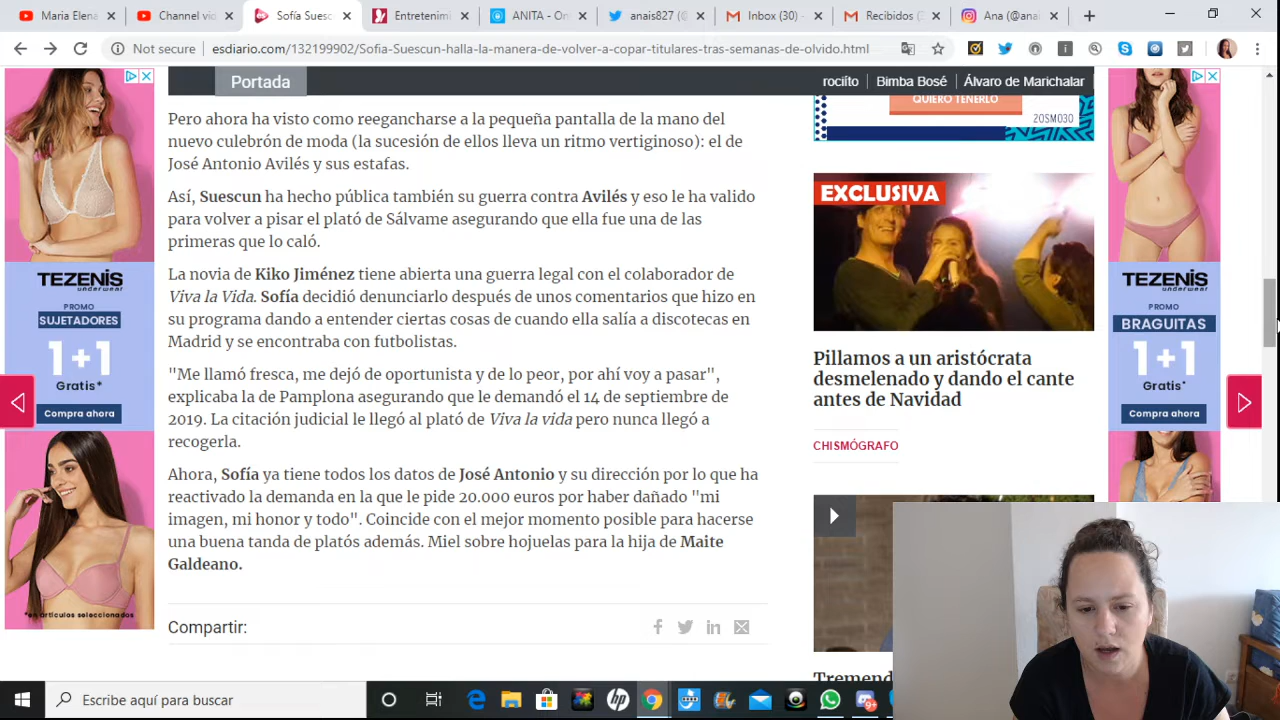 Maria Elena
Channel vid
Sofía Suesc
Entretenimi
ANITA - On
anais827 (@
Inbox (30) -
Recibidos (3
Ana (@anai
Not secure
esdiario.com/132199902/Sofia-Suescun-halla-la-manera-de-volver-a-copar-titulares-tras-semanas-de-olvido.html
Portada
rociíto
Bimba Bosé
Álvaro de Marichalar
Pero ahora ha visto como reengancharse a la pequeña pantalla de la mano del
nuevo culebrón de moda (la sucesión de ellos lleva un ritmo vertiginoso): el de
José Antonio Avilés y sus estafas.
Así, Suescun ha hecho pública también su guerra contra Avilés y eso le ha valido
para volver a pisar el plató de Sálvame asegurando que ella fue una de las
primeras que lo caló.
La novia de Kiko Jiménez tiene abierta una guerra legal con el colaborador de
Viva la Vida. Sofía decidió denunciarlo después de unos comentarios que hizo en
su programa dando a entender ciertas cosas de cuando ella salía a discotecas en
Madrid y se encontraba con futbolistas.
"Me llamó fresca, me dejó de oportunista y de lo peor, por ahí voy a pasar",
explicaba la de Pamplona asegurando que le demandó el 14 de septiembre de
2019. La citación judicial le llegó al plató de Viva la vida pero nunca llegó a
recogerla.
Ahora, Sofía ya tiene todos los datos de José Antonio y su dirección por lo que ha
reactivado la demanda en la que le pide 20.000 euros por haber dañado "mi
imagen, mi honor y todo". Coincide con el mejor momento posible para hacerse
una buena tanda de platós además. Miel sobre hojuelas para la hija de Maite
Galdeano.
Compartir:
TEZENIS
underwear
PROMO
SUJETADORES
1+1
Gratis*
Compra ahora
*en artículos seleccionados
QUIERO TENERLO
20SM030
EXCLUSIVA
Pillamos a un aristócrata
desmelenado y dando el cante
antes de Navidad
CHISMÓGRAFO
Tremend
TEZENIS
underwear
PROMO
BRAGUITAS
1+1
Gratis*
Compra ahora
Escribe aquí para buscar
hp
9+